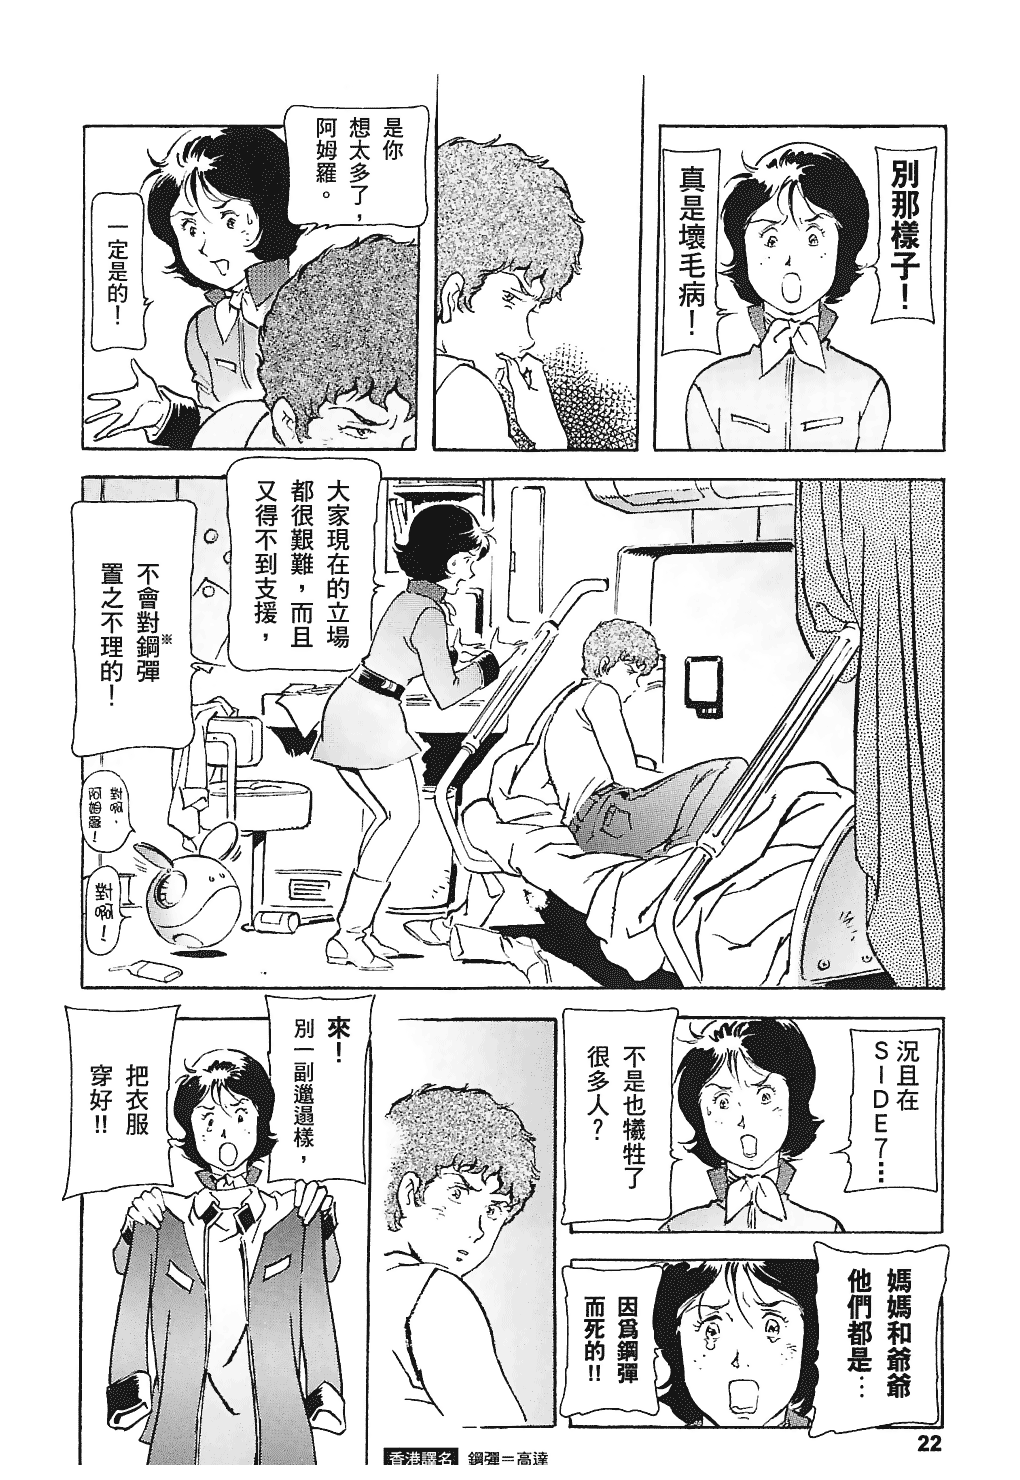 別那樣子！
真是壞毛病！
是你
想太多了，
阿姆羅。
一定是的！
大家現在的立場
都很艱難，而且
又得不到支援，
不會對鋼彈※
置之不理的！
對啊，
阿姆羅！
對啊！
況且在
SIDE7…
不是也犧牲了
很多人？
媽媽和爺爺
他們都是…
因爲鋼彈
而死的!!
來！
別一副邋遢樣，
把衣服
穿好!!
香港譯名 鋼彈＝高達
22